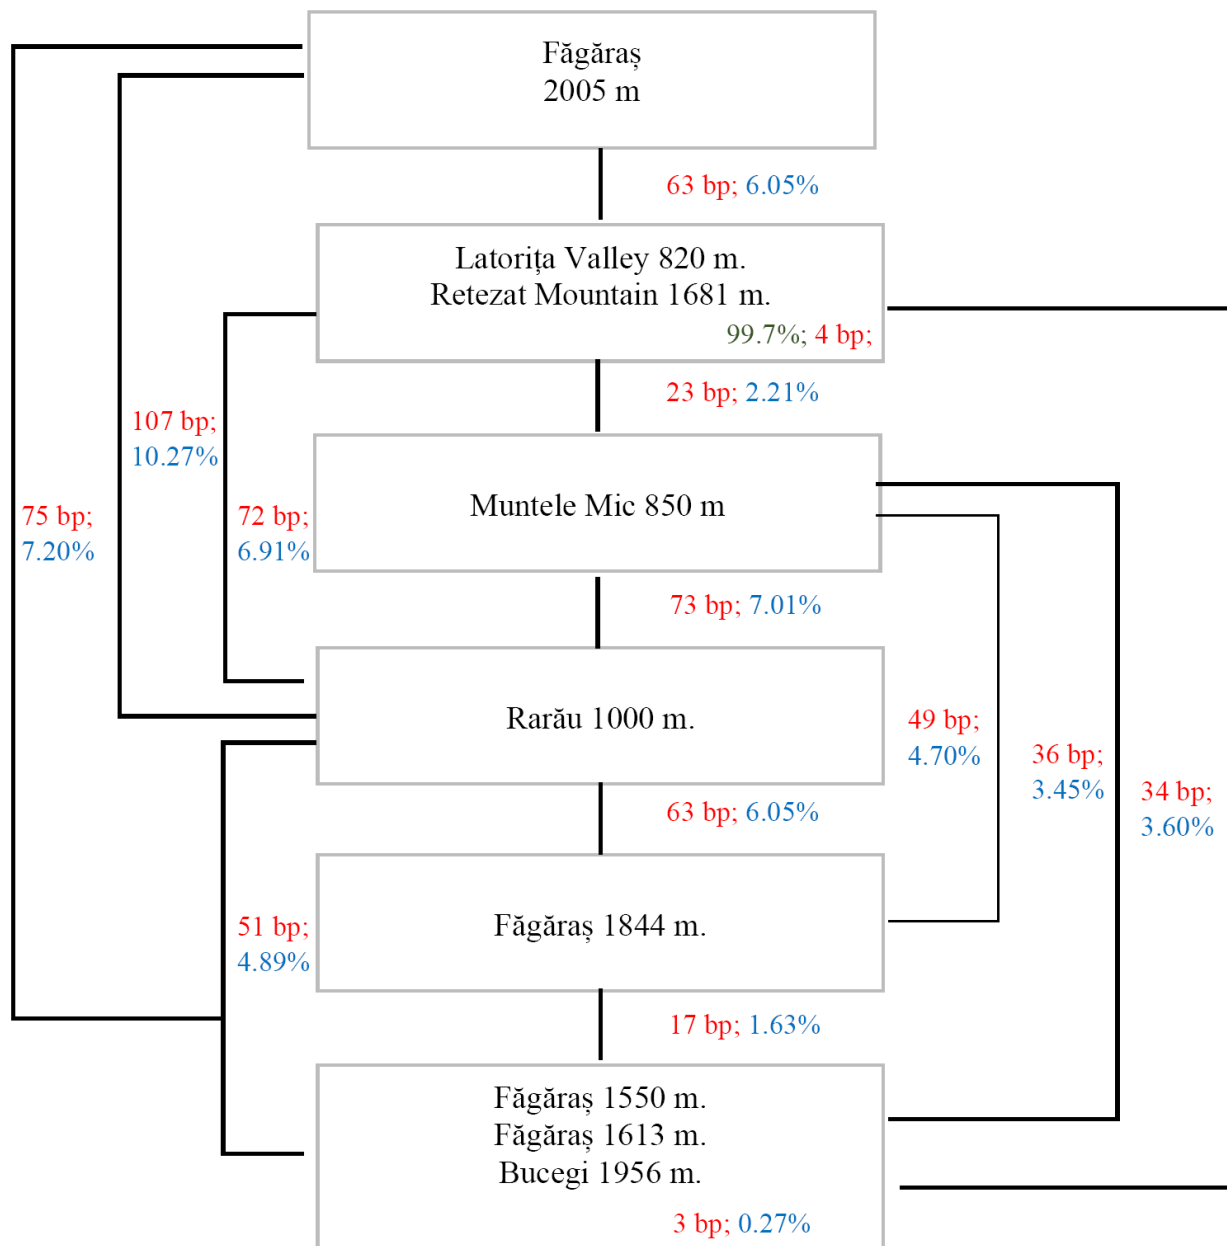 Făgăraș
2005 m
63 bp; 6.05%
Latorița Valley 820 m.
Retezat Mountain 1681 m.
99.7%; 4 bp;
23 bp; 2.21%
107 bp;
10.27%
Muntele Mic 850 m
75 bp;
7.20%
72 bp;
6.91%
73 bp; 7.01%
Rarău 1000 m.
49 bp;
4.70%
36 bp;
3.45%
34 bp;
3.60%
63 bp; 6.05%
Făgăraș 1844 m.
51 bp;
4.89%
17 bp; 1.63%
Făgăraș 1550 m.
Făgăraș 1613 m.
Bucegi 1956 m.
3 bp; 0.27%